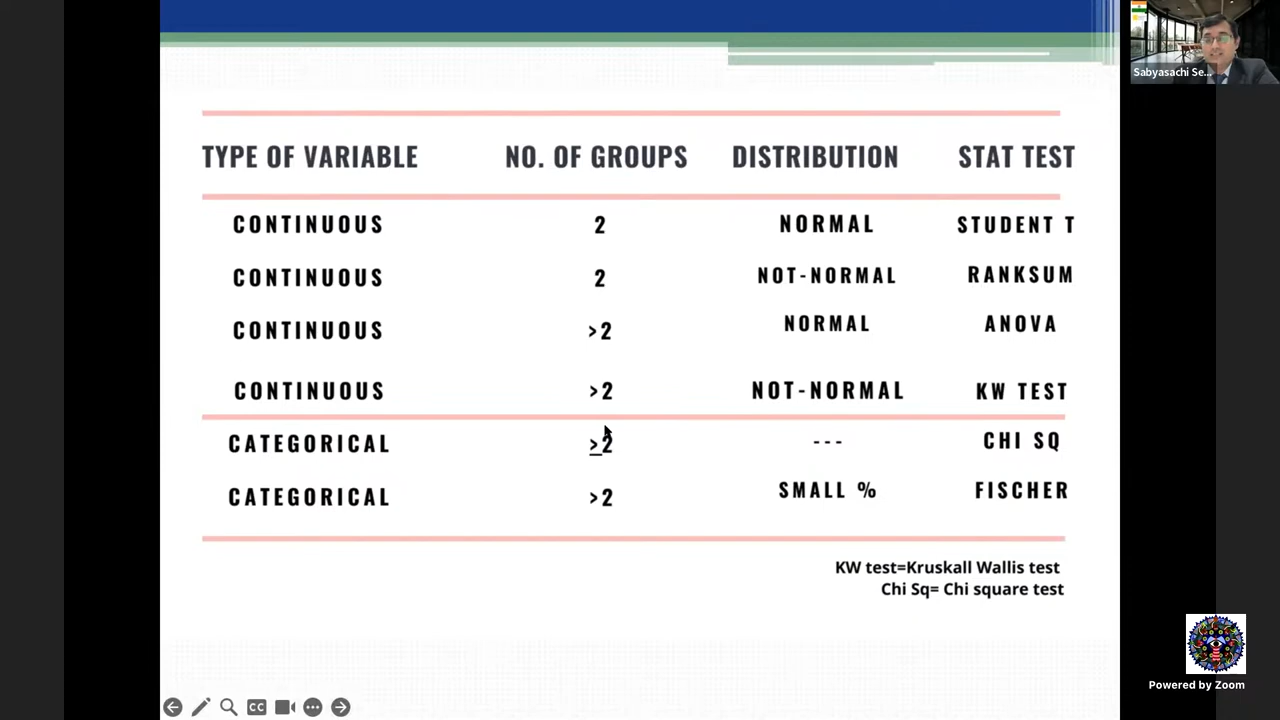 Sabyasachi Se...
TYPE OF VARIABLE NO. OF GROUPS DISTRIBUTION STAT TEST
CONTINUOUS 2 NORMAL STUDENT T
CONTINUOUS 2 NOT-NORMAL RANKSUM
CONTINUOUS >2 NORMAL ANOVA
CONTINUOUS >2 NOT-NORMAL KW TEST
CATEGORICAL >2 --- CHI SQ
CATEGORICAL >2 SMALL % FISCHER
KW test=Kruskall Wallis test
Chi Sq= Chi square test
CC
Powered by Zoom